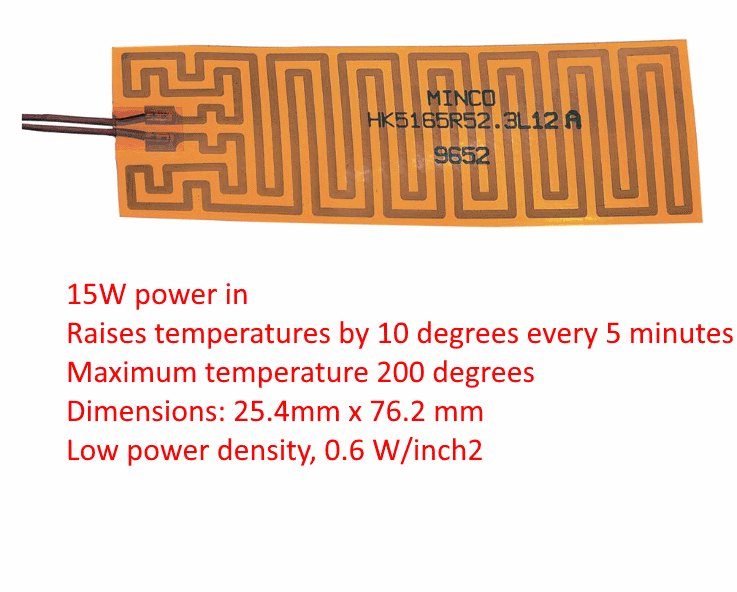 MINCO
HK5165R52.3L12 A
9652
15W power in
Raises temperatures by 10 degrees every 5 minutes
Maximum temperature 200 degrees
Dimensions: 25.4mm x 76.2 mm
Low power density, 0.6 W/inch2